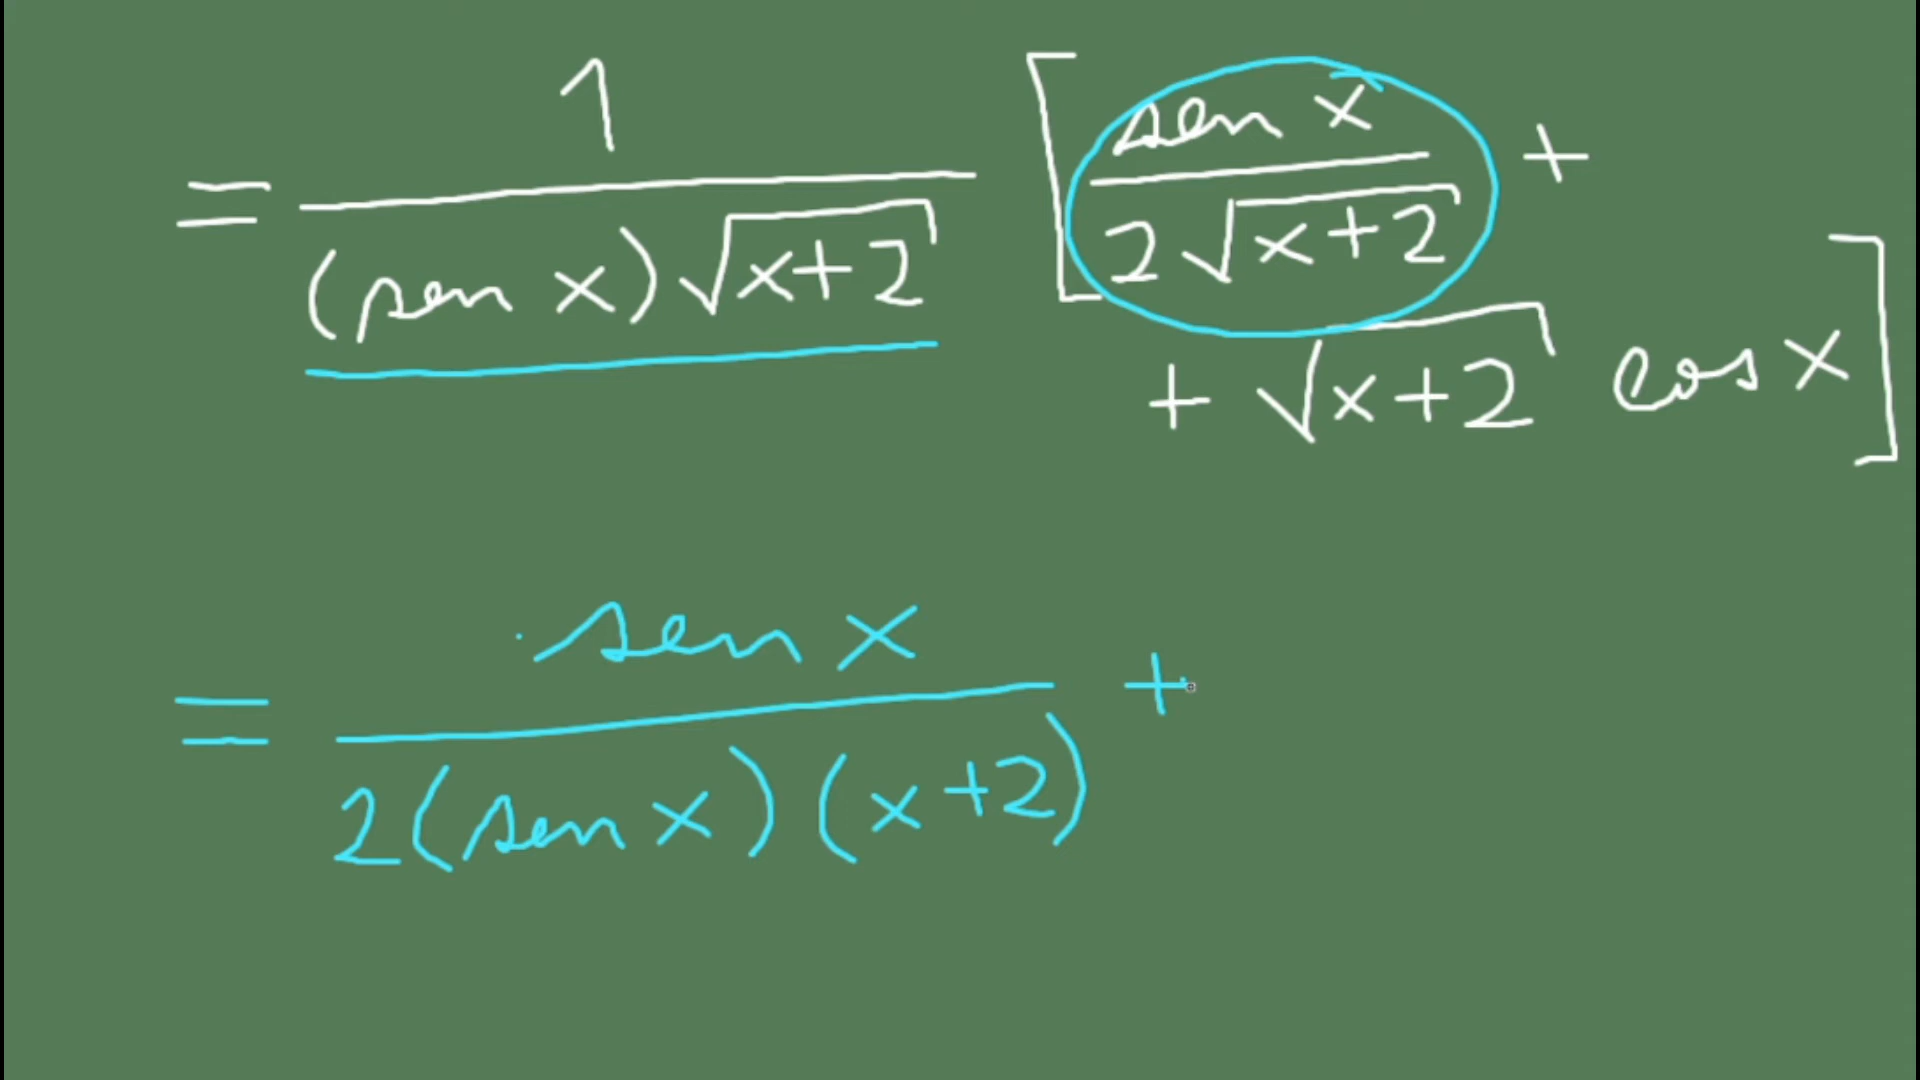 = 1 / ((sen x) √(x+2)) [ sen x / (2√(x+2)) +
+ √(x+2) cos x ]
= sen x / (2(sen x)(x+2)) +